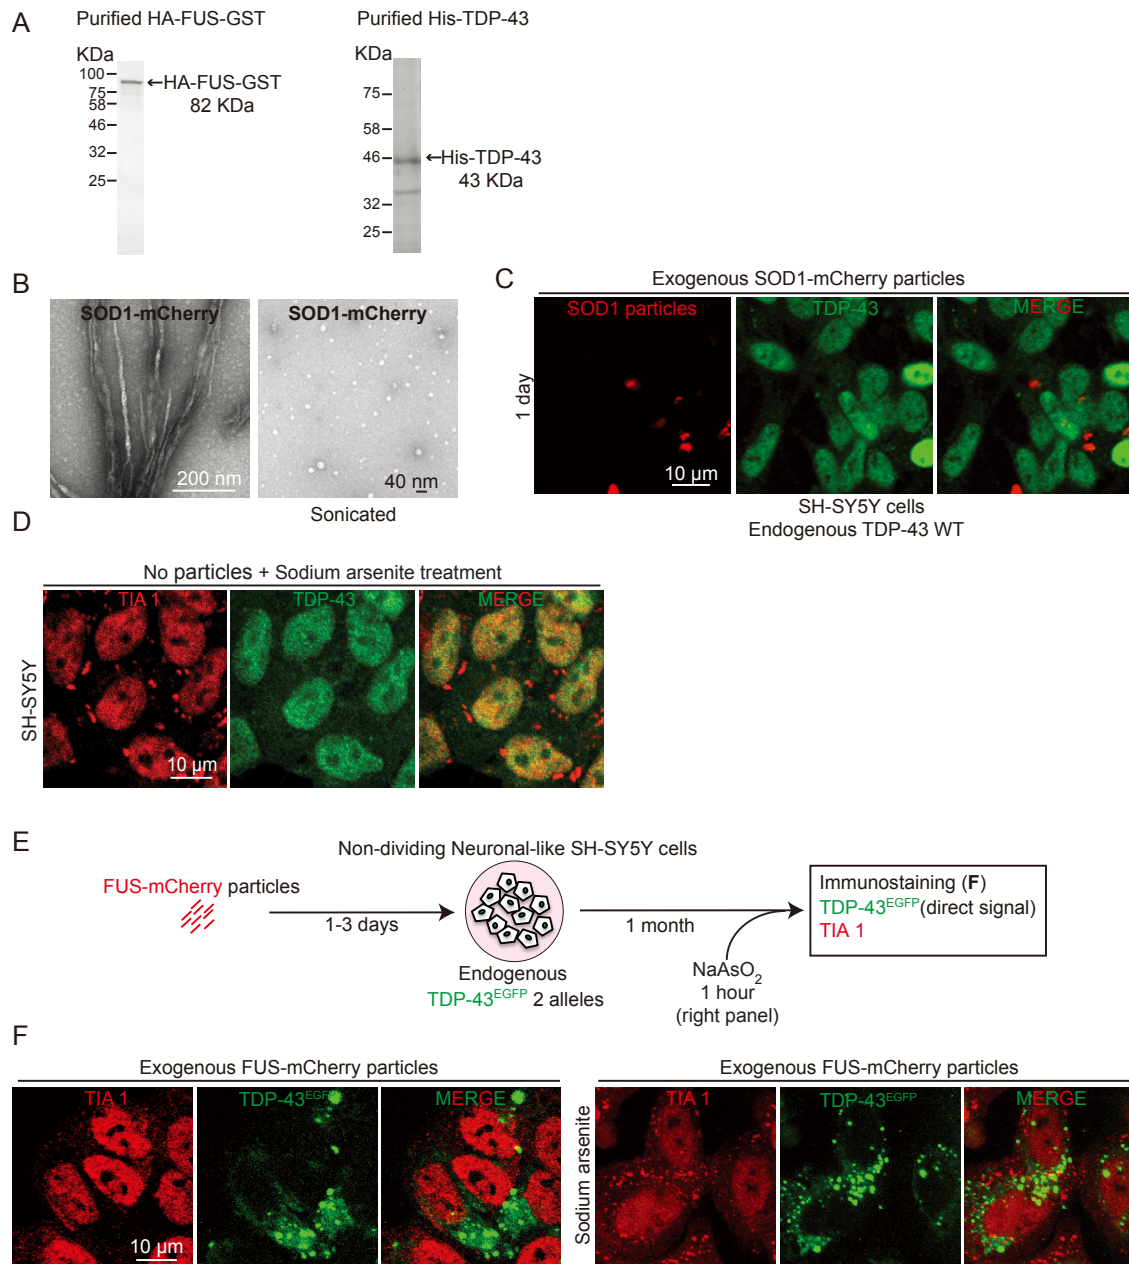 A
Purified HA-FUS-GST
KDa
100
75
58
46
32
25
←HA-FUS-GST
82 KDa
Purified His-TDP-43
KDa
75
58
46
32
25
←His-TDP-43
43 KDa
B
SOD1-mCherry
200 nm
SOD1-mCherry
40 nm
Sonicated
C
Exogenous SOD1-mCherry particles
1 day
SOD1 particles
10 µm
TDP-43
MERGE
SH-SY5Y cells
Endogenous TDP-43 WT
D
No particles + Sodium arsenite treatment
SH-SY5Y
TIA 1
10 µm
TDP-43
MERGE
E
Non-dividing Neuronal-like SH-SY5Y cells
FUS-mCherry particles
1-3 days
Endogenous
TDP-43EGFP 2 alleles
1 month
NaAsO2
1 hour
(right panel)
Immunostaining (F)
TDP-43EGFP(direct signal)
TIA 1
F
Exogenous FUS-mCherry particles
TIA 1
10 µm
TDP-43EGFP
MERGE
Exogenous FUS-mCherry particles
Sodium arsenite
TIA 1
TDP-43EGFP
MERGE